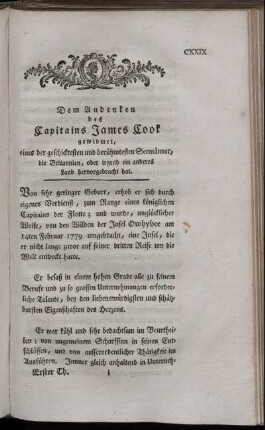 CXXIX
Dem Andenken
des
Capitains James Cook
gewidmet,
eines der geschicktesten und berühmtesten Seemänner,
die Britannien, oder irgend ein anderes
Land hervorgebracht hat.
Von sehr geringer Geburt, erhob er sich durch
eigenes Verdienst, zum Range eines königlichen
Capitains der Flotte; und wurde, unglücklicher
Weise, von den Wilden der Insel Owhyhee am
14ten Februar 1779 umgebracht, eine Insel, die
er nicht lange zuvor auf seiner dritten Reise um die
Welt entdeckt hatte.
Er besaß in einem hohen Grade alle zu seinem
Berufe und zu so grossen Unternehmungen erforder-
liche Talente, bey den liebenswürdigsten und schätz-
barsten Eigenschaften des Herzens.
Er war kühl und sehr bedachtsam im Beurthei-
len; von ungemeinem Scharfsinn in seinen Ent-
schlüssen, und von ausserordentlicher Thätigkeit im
Ausführen. Immer gleich anhaltend in Unterneh-
Erster Th. i